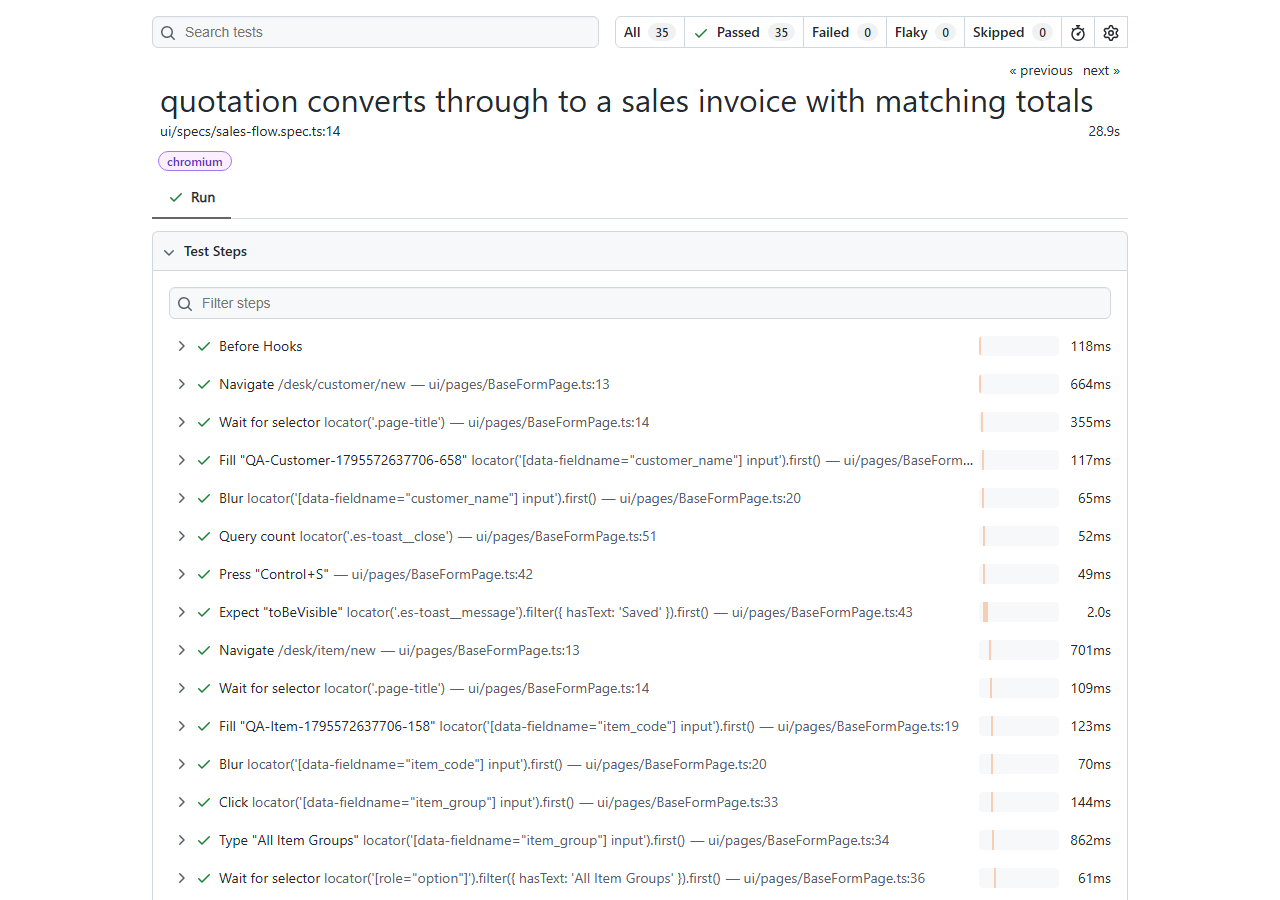 Search tests
All 35
Passed 35
Failed 0
Flaky 0
Skipped 0
« previous next »
quotation converts through to a sales invoice with matching totals
ui/specs/sales-flow.spec.ts:14 28.9s
chromium
Run
Test Steps
Filter steps
Before Hooks 118ms
Navigate /desk/customer/new — ui/pages/BaseFormPage.ts:13 664ms
Wait for selector locator('.page-title') — ui/pages/BaseFormPage.ts:14 355ms
Fill "QA-Customer-1795572637706-658" locator('[data-fieldname="customer_name"] input').first() — ui/pages/BaseForm... 117ms
Blur locator('[data-fieldname="customer_name"] input').first() — ui/pages/BaseFormPage.ts:20 65ms
Query count locator('.es-toast__close') — ui/pages/BaseFormPage.ts:51 52ms
Press "Control+S" — ui/pages/BaseFormPage.ts:42 49ms
Expect "toBeVisible" locator('.es-toast__message').filter({ hasText: 'Saved' }).first() — ui/pages/BaseFormPage.ts:43 2.0s
Navigate /desk/item/new — ui/pages/BaseFormPage.ts:13 701ms
Wait for selector locator('.page-title') — ui/pages/BaseFormPage.ts:14 109ms
Fill "QA-Item-1795572637706-158" locator('[data-fieldname="item_code"] input').first() — ui/pages/BaseFormPage.ts:19 123ms
Blur locator('[data-fieldname="item_code"] input').first() — ui/pages/BaseFormPage.ts:20 70ms
Click locator('[data-fieldname="item_group"] input').first() — ui/pages/BaseFormPage.ts:33 144ms
Type "All Item Groups" locator('[data-fieldname="item_group"] input').first() — ui/pages/BaseFormPage.ts:34 862ms
Wait for selector locator('[role="option"]').filter({ hasText: 'All Item Groups' }).first() — ui/pages/BaseFormPage.ts:36 61ms